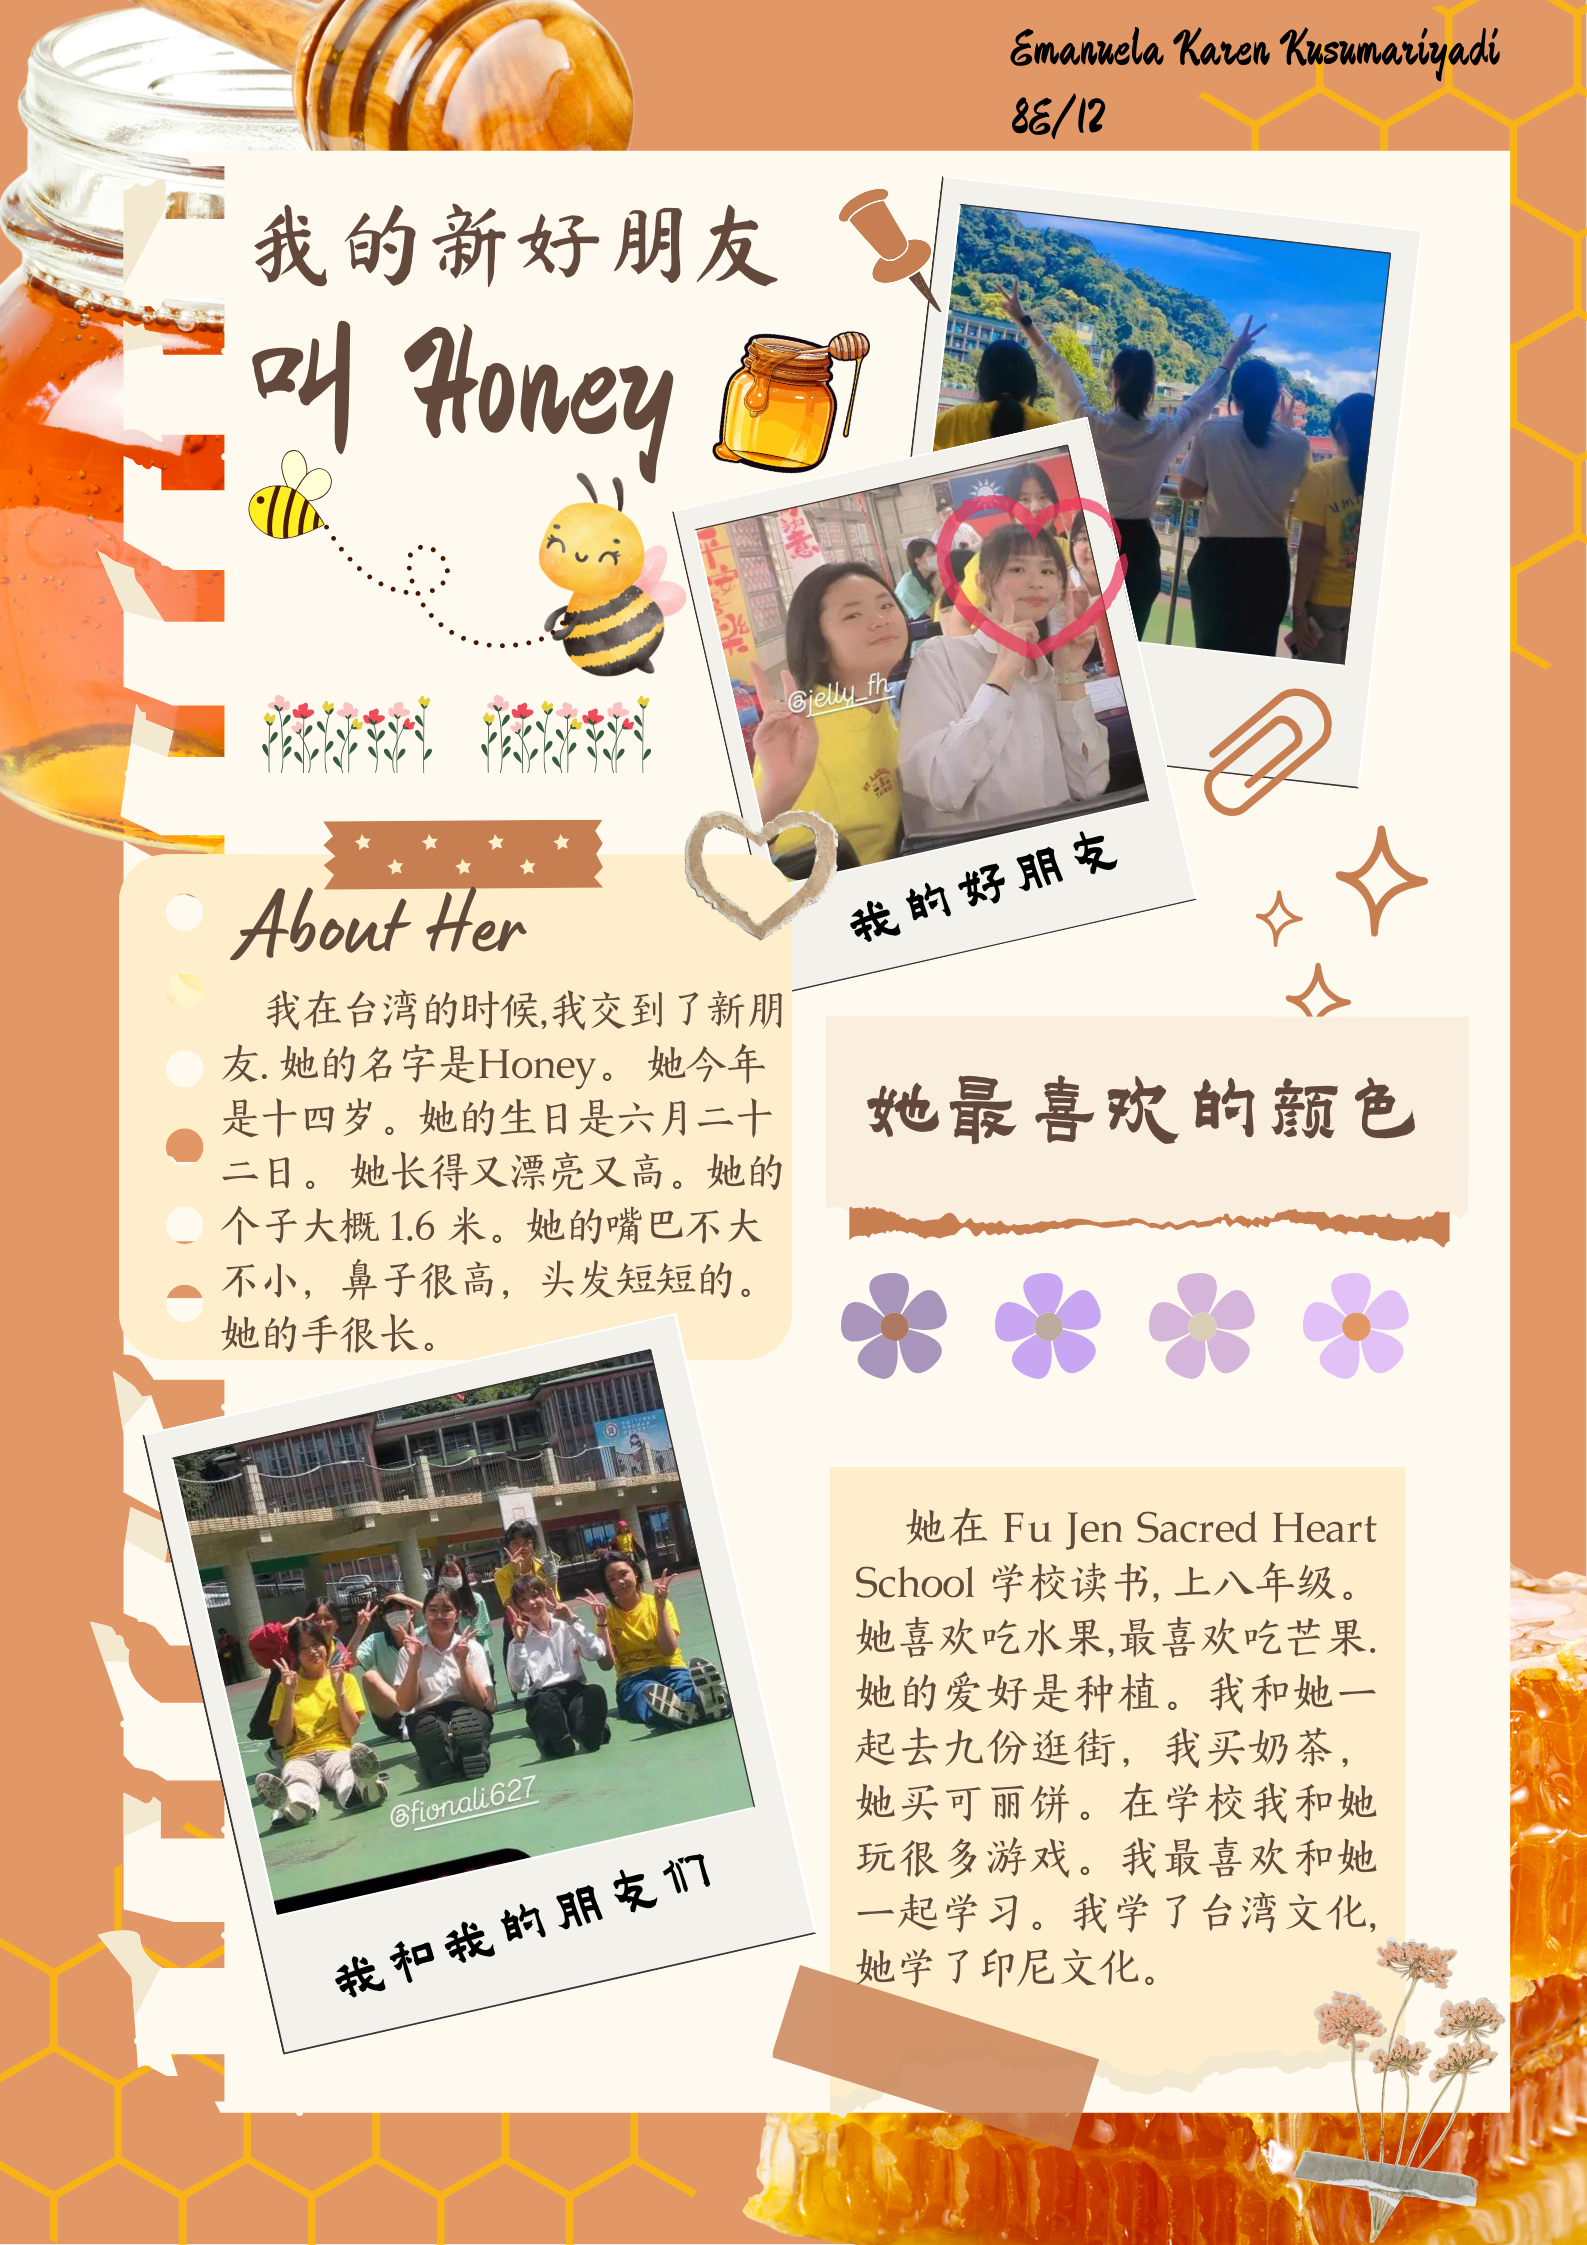 Emanuela Karen Kusumariyadi
8E/12
我的新好朋友
叫 Honey
@jelly_fh
我的好朋友
About Her
我在台湾的时候,我交到了新朋
友. 她的名字是Honey。 她今年
是十四岁。她的生日是六月二十
二日。 她长得又漂亮又高。她的
个子大概 1.6 米。她的嘴巴不大
不小，鼻子很高，头发短短的。
她的手很长。
她最喜欢的颜色
@fionali627
我和我的朋友们
她在 Fu Jen Sacred Heart
School 学校读书, 上八年级。
她喜欢吃水果,最喜欢吃芒果.
她的爱好是种植。我和她一
起去九份逛街，我买奶茶，
她买可丽饼。在学校我和她
玩很多游戏。我最喜欢和她
一起学习。我学了台湾文化,
她学了印尼文化。